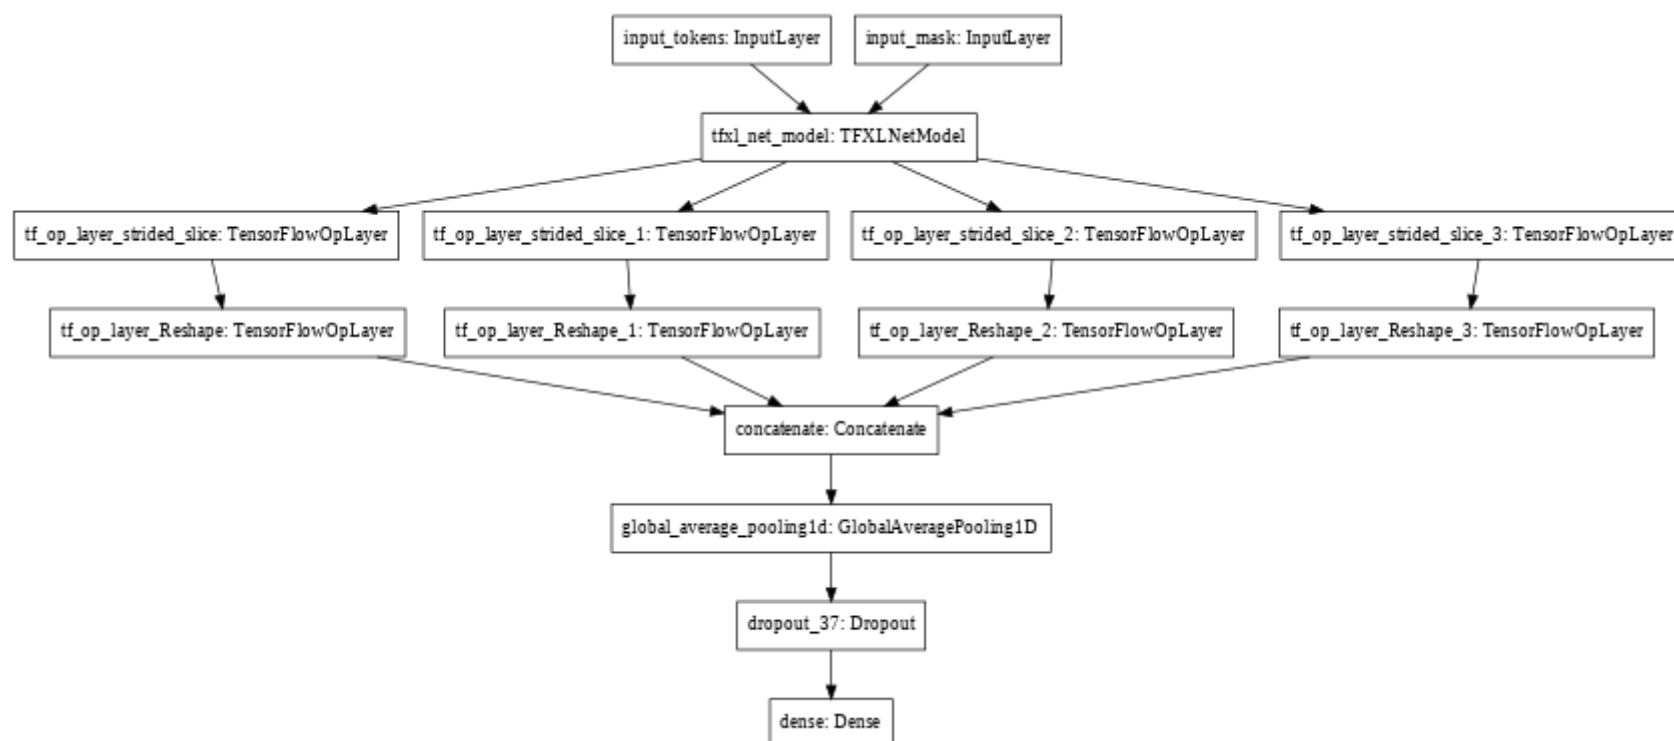 input_tokens: InputLayer
input_mask: InputLayer
tfxl_net_model: TFXLNetModel
tf_op_layer_strided_slice: TensorFlowOpLayer
tf_op_layer_strided_slice_1: TensorFlowOpLayer
tf_op_layer_strided_slice_2: TensorFlowOpLayer
tf_op_layer_strided_slice_3: TensorFlowOpLayer
tf_op_layer_Reshape: TensorFlowOpLayer
tf_op_layer_Reshape_1: TensorFlowOpLayer
tf_op_layer_Reshape_2: TensorFlowOpLayer
tf_op_layer_Reshape_3: TensorFlowOpLayer
concatenate: Concatenate
global_average_pooling1d: GlobalAveragePooling1D
dropout_37: Dropout
dense: Dense